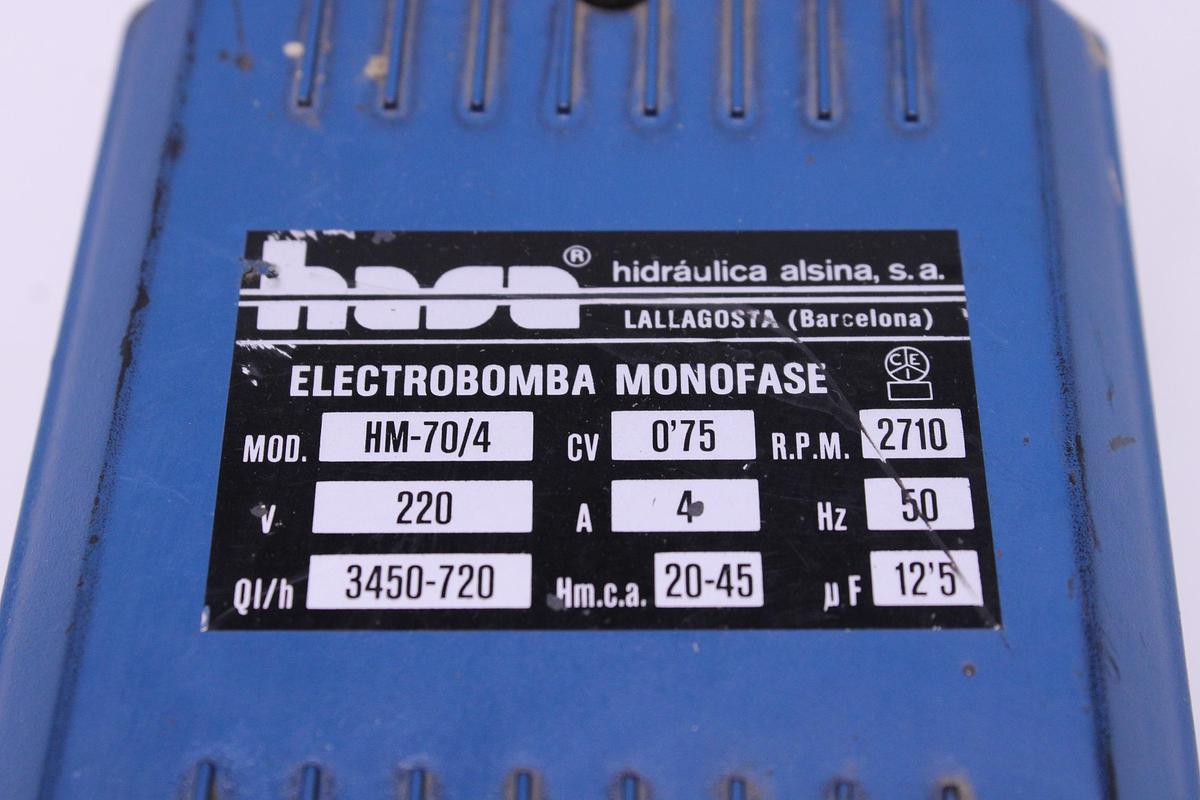 hasa ® hidráulica alsina, s.a.
LALLAGOSTA (Barcelona)
ELECTROBOMBA MONOFASE
CEI
MOD. HM-70/4 CV 0'75 R.P.M. 2710
V 220 A 4 Hz 50
Ql/h 3450-720 Hm.c.a. 20-45 µF 12'5